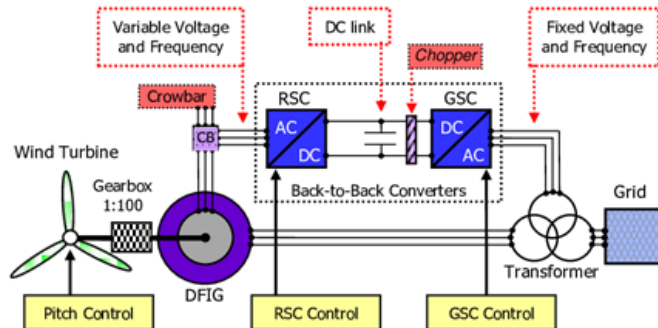 Variable Voltage
and Frequency
DC link
Fixed Voltage
and Frequency
Chopper
Crowbar
RSC
GSC
CB
AC
DC
DC
AC
Wind Turbine
Gearbox
1:100
Back-to-Back Converters
Grid
DFIG
Transformer
Pitch Control
RSC Control
GSC Control